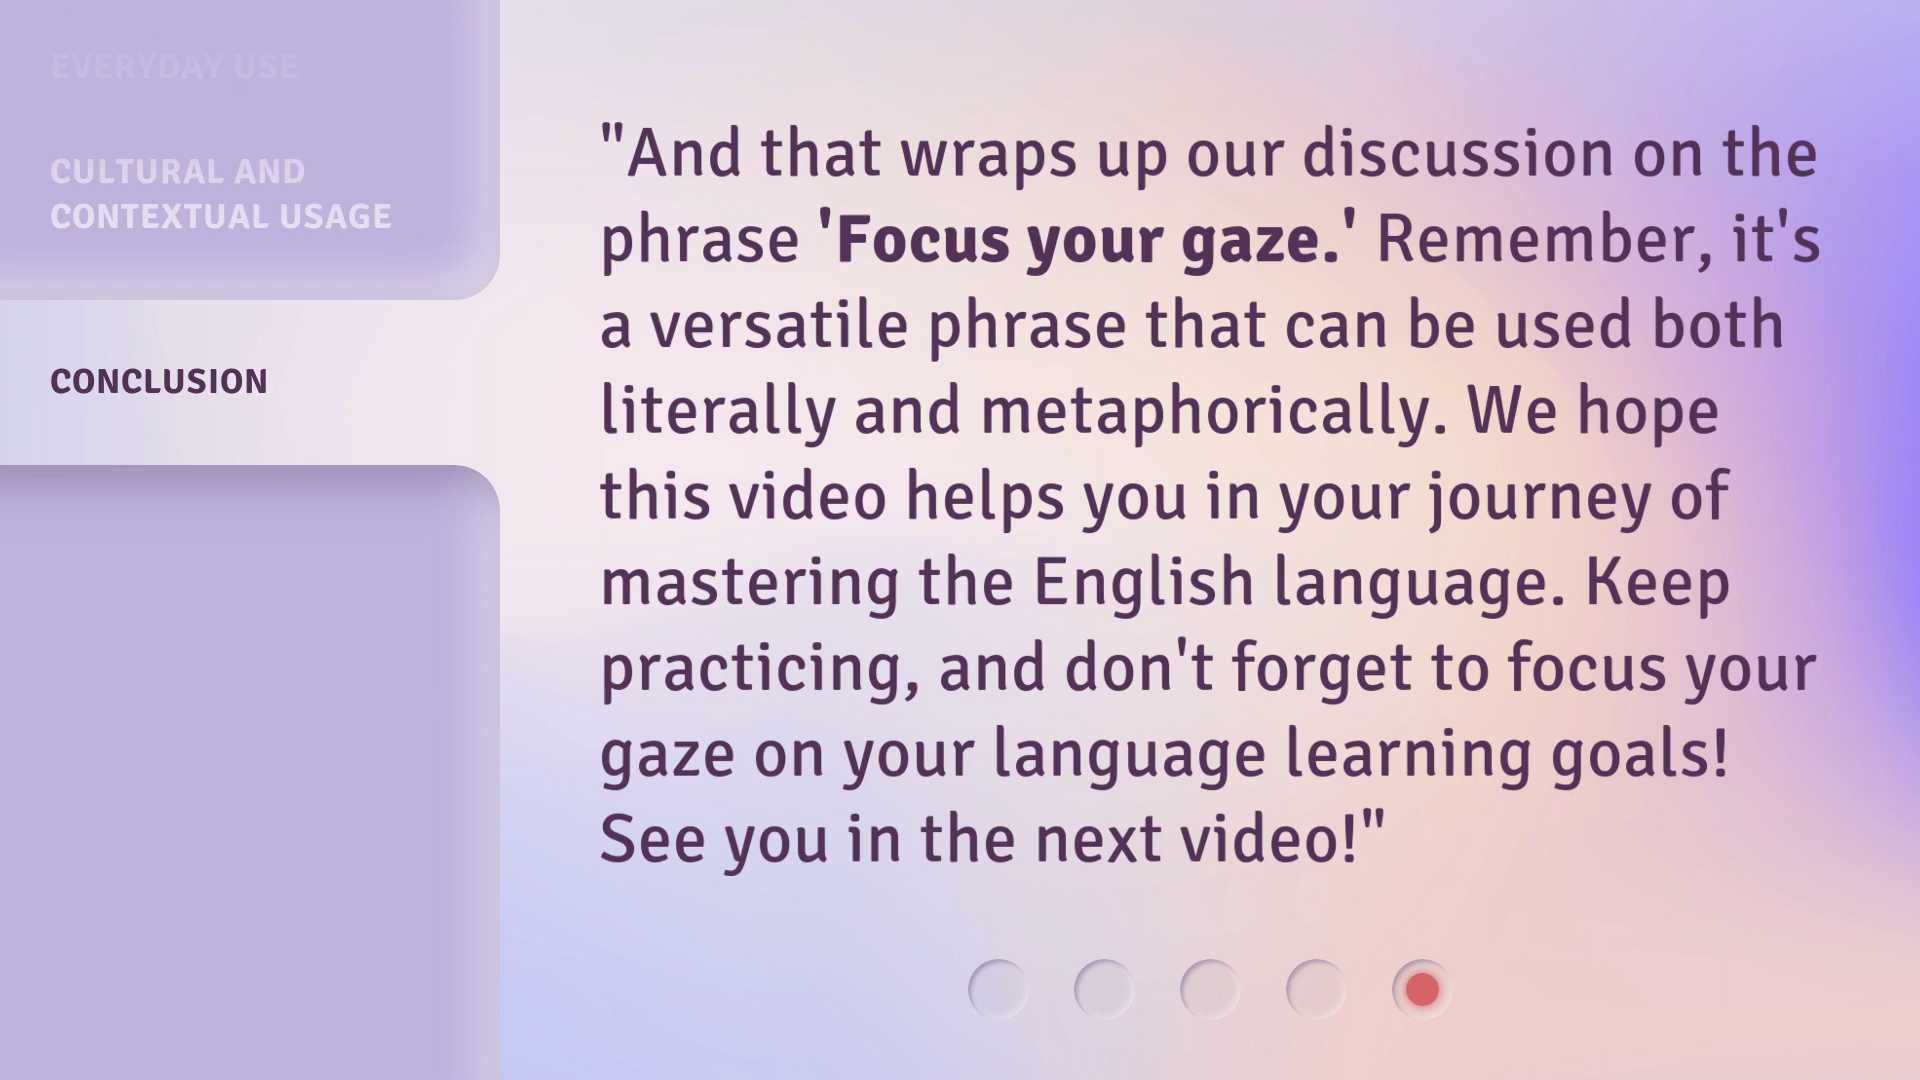 EVERYDAY USE
CULTURAL AND
CONTEXTUAL USAGE
CONCLUSION
"And that wraps up our discussion on the
phrase 'Focus your gaze.' Remember, it's
a versatile phrase that can be used both
literally and metaphorically. We hope
this video helps you in your journey of
mastering the English language. Keep
practicing, and don't forget to focus your
gaze on your language learning goals!
See you in the next video!"